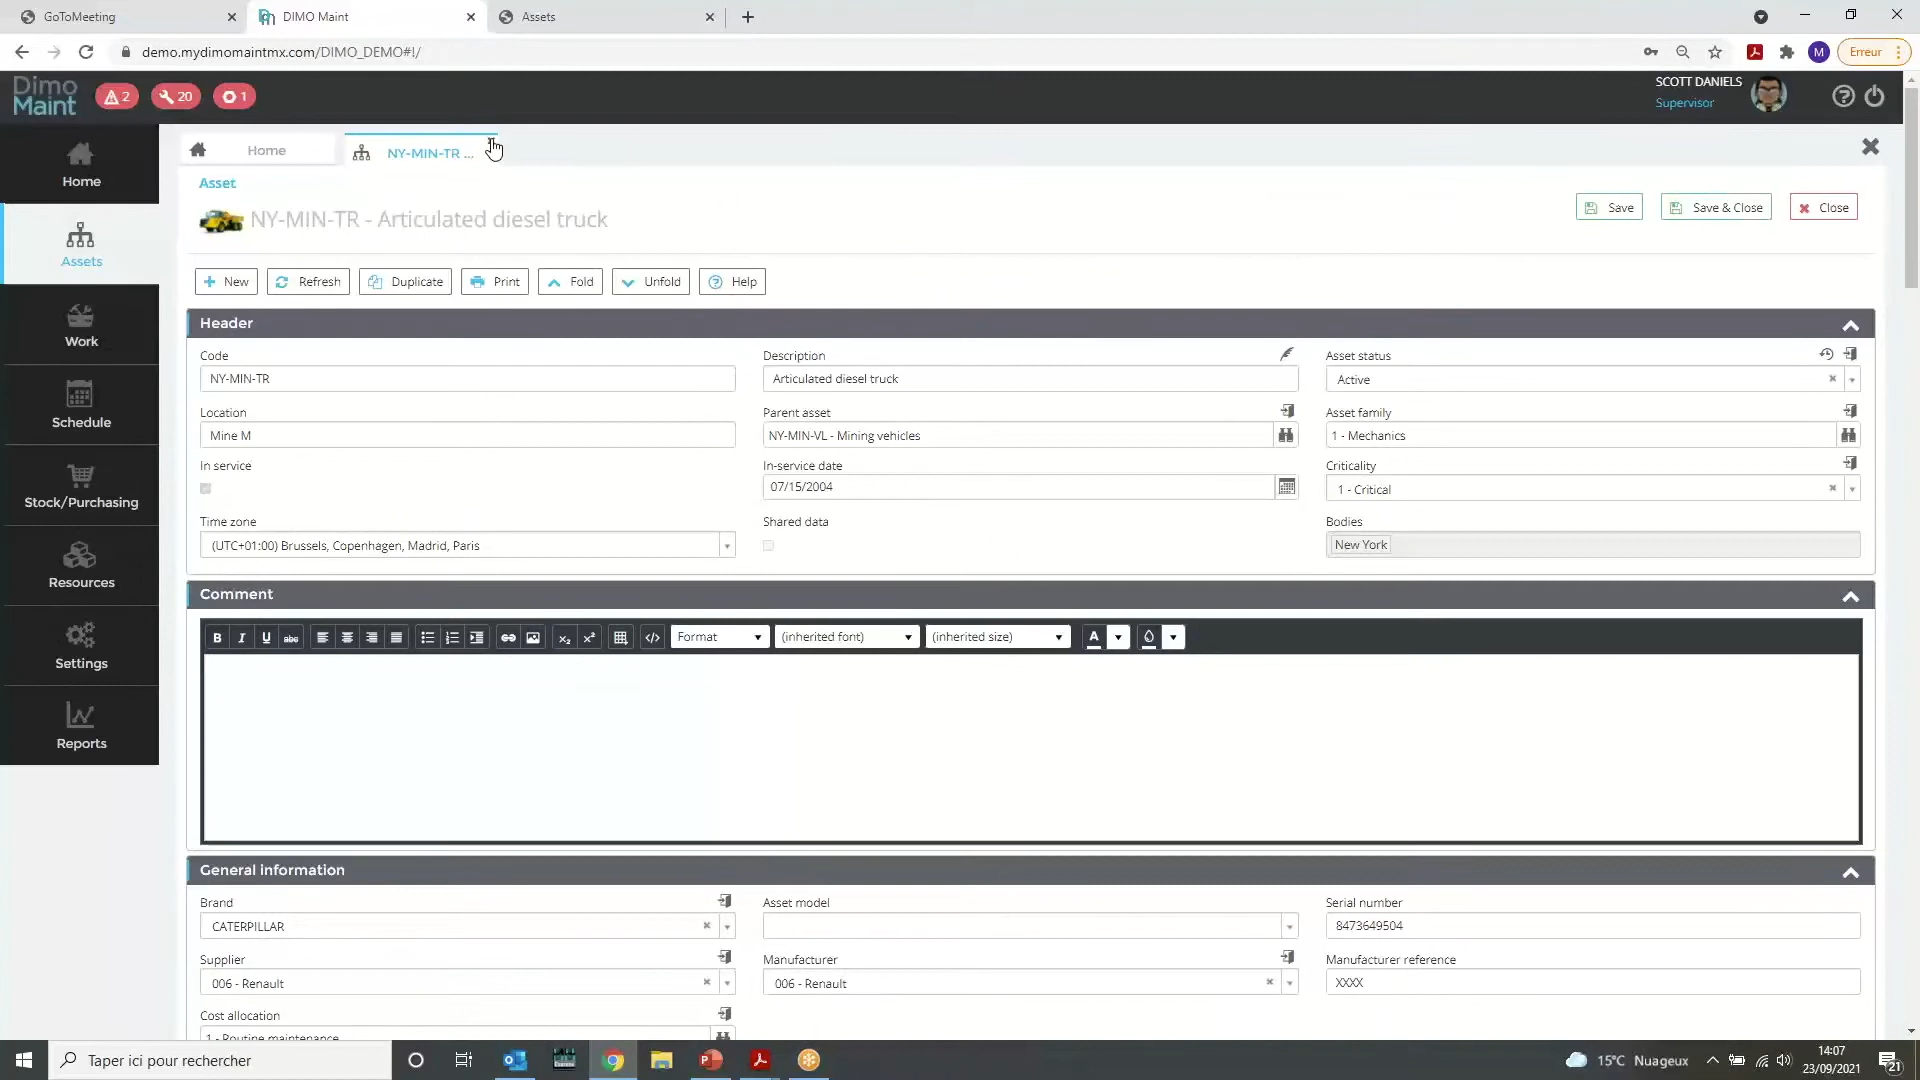 GoToMeeting
DIMO Maint
Assets
demo.mydimomaintmx.com/DIMO_DEMO#!/
M
Erreur
Dimo
Maint
2
20
1
SCOTT DANIELS
Supervisor
Home
NY-MIN-TR ...
Home
Assets
Work
Schedule
Stock/Purchasing
Resources
Settings
Reports
Asset
NY-MIN-TR - Articulated diesel truck
Save
Save & Close
Close
New
Refresh
Duplicate
Print
Fold
Unfold
Help
Header
Code
Description
Asset status
NY-MIN-TR
Articulated diesel truck
Active
Location
Parent asset
Asset family
Mine M
NY-MIN-VL - Mining vehicles
1 - Mechanics
In service
In-service date
Criticality
07/15/2004
1 - Critical
Time zone
Shared data
Bodies
(UTC+01:00) Brussels, Copenhagen, Madrid, Paris
New York
Comment
B I U abc
Format
(inherited font)
(inherited size)
A
General information
Brand
Asset model
Serial number
CATERPILLAR
8473649504
Supplier
Manufacturer
Manufacturer reference
006 - Renault
006 - Renault
XXXX
Cost allocation
1 - Routine maintenance
Taper ici pour rechercher
15°C Nuageux
14:07
23/09/2021
21